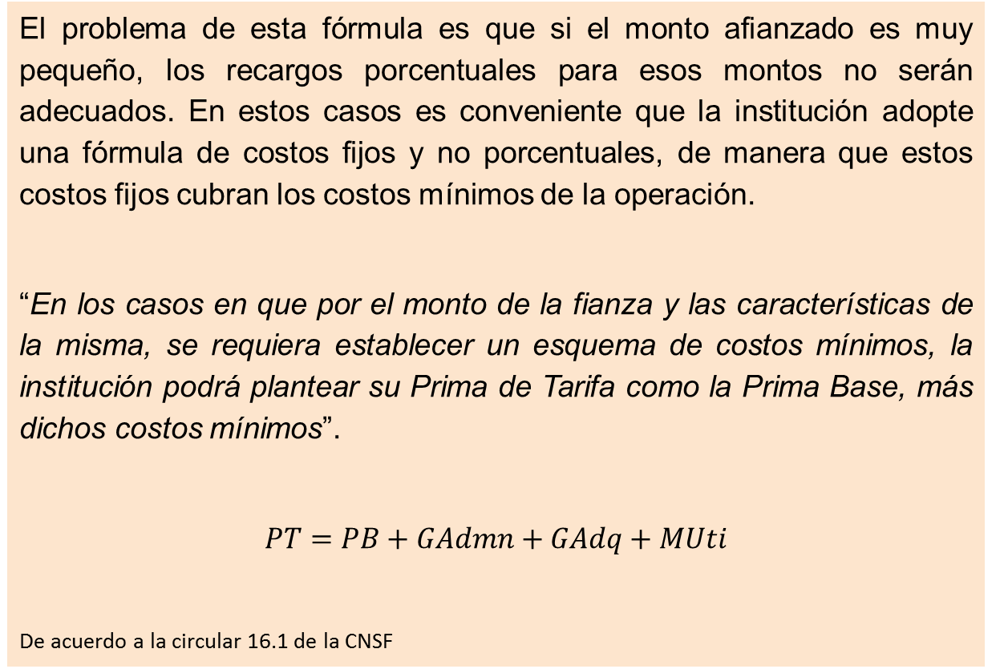 El problema de esta fórmula es que si el monto afianzado es muy
pequeño, los recargos porcentuales para esos montos no serán
adecuados. En estos casos es conveniente que la institución adopte
una fórmula de costos fijos y no porcentuales, de manera que estos
costos fijos cubran los costos mínimos de la operación.
“En los casos en que por el monto de la fianza y las características de
la misma, se requiera establecer un esquema de costos mínimos, la
institución podrá plantear su Prima de Tarifa como la Prima Base, más
dichos costos mínimos”.
PT = PB + GAdmn + GAdq + MUti
De acuerdo a la circular 16.1 de la CNSF